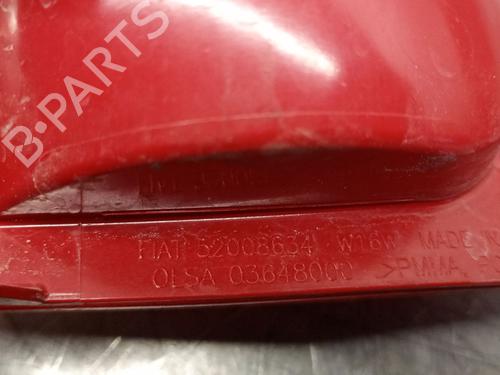 B-PARTS
FIAT 52008634 W16W MADE
OLSA 03648000 >PMMA,